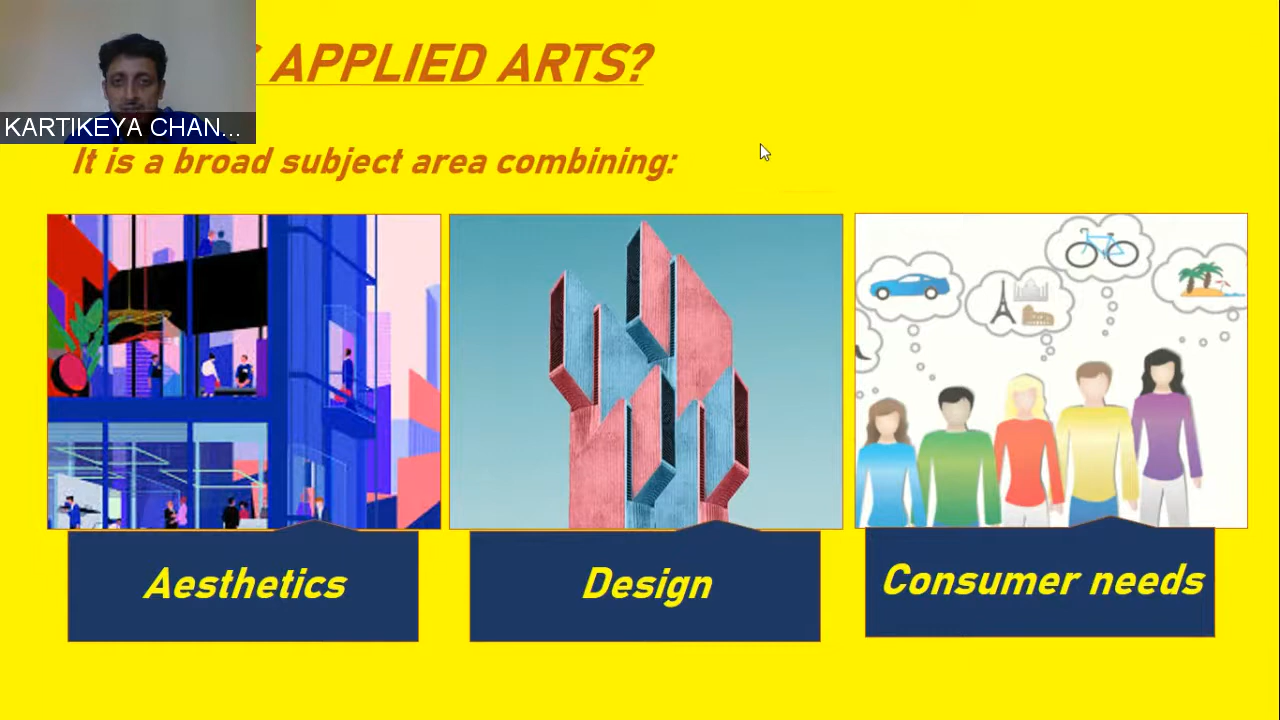 APPLIED ARTS?
KARTIKEYA CHAN...
It is a broad subject area combining:
Aesthetics
Design
Consumer needs